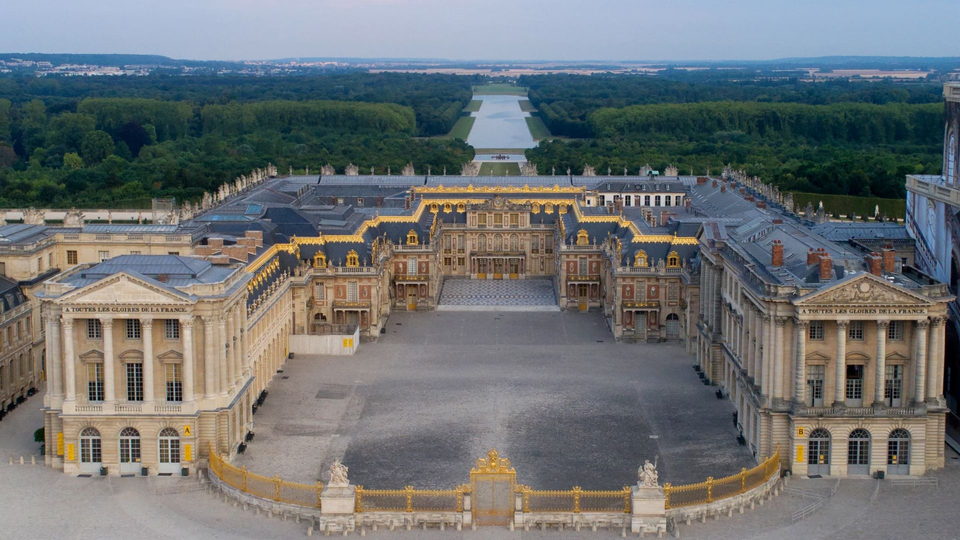 A TOUTES LES GLOIRES DE LA FRANCE
A TOUTES LES GLOIRES DE LA FRANCE
A
B